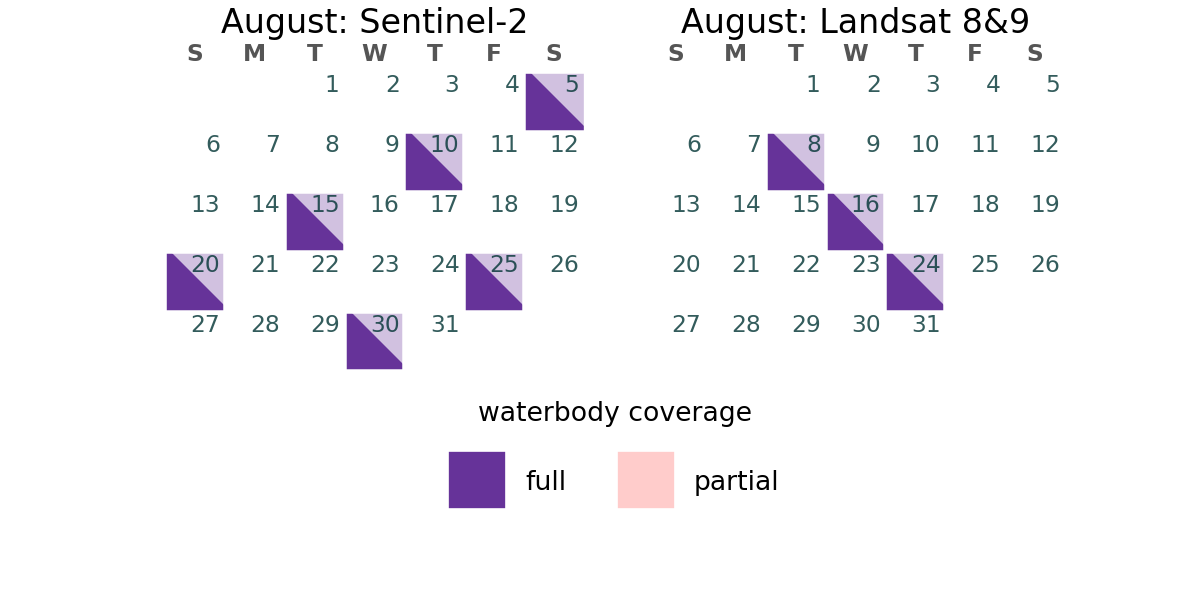 August: Sentinel-2
S M T W T F S
1 2 3 4 5
6 7 8 9 10 11 12
13 14 15 16 17 18 19
20 21 22 23 24 25 26
27 28 29 30 31
August: Landsat 8&9
S M T W T F S
1 2 3 4 5
6 7 8 9 10 11 12
13 14 15 16 17 18 19
20 21 22 23 24 25 26
27 28 29 30 31
waterbody coverage
full
partial